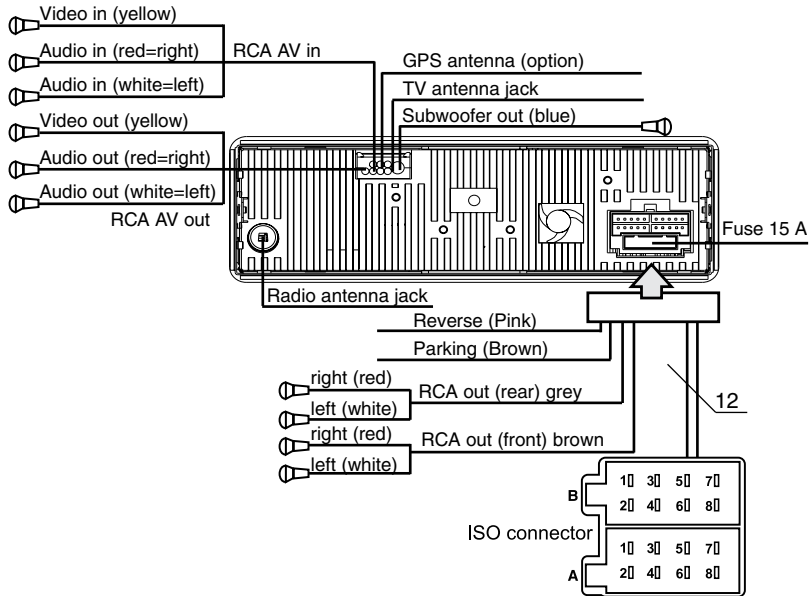 Video in (yellow)
Audio in (red=right)
RCA AV in
Audio in (white=left)
Video out (yellow)
Audio out (red=right)
Audio out (white=left)
RCA AV out
GPS antenna (option)
TV antenna jack
Subwoofer out (blue)
Fuse 15 A
Radio antenna jack
Reverse (Pink)
Parking (Brown)
right (red)
RCA out (rear) grey
left (white)
right (red)
RCA out (front) brown
left (white)
12
ISO connector
B
1 3 5 7
2 4 6 8
A
1 3 5 7
2 4 6 8